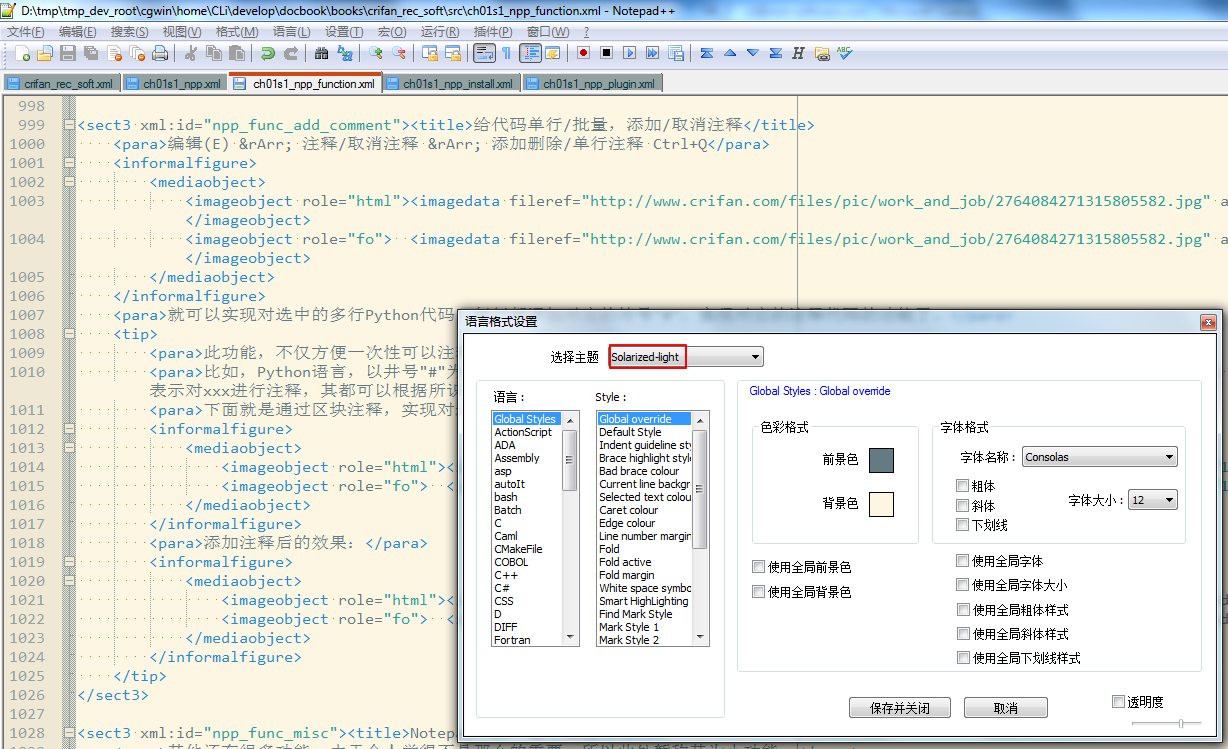 D:\tmp\tmp_dev_root\cgwin\home\CLi\develop\docbook\books\crifan_rec_soft\src\ch01s1_npp_function.xml - Notepad++
文件(F) 编辑(E) 搜索(S) 视图(V) 格式(M) 语言(L) 设置(T) 宏(O) 运行(R) 插件(P) 窗口(W) ?
crifan_rec_soft.xml ch01s1_npp.xml ch01s1_npp_function.xml ch01s1_npp_install.xml ch01s1_npp_plugin.xml
998
999 <sect3 xml:id="npp_func_add_comment"><title>给代码单行/批量，添加/取消注释</title>
1000 <para>编辑(E) &rArr; 注释/取消注释 &rArr; 添加删除/单行注释 Ctrl+Q</para>
1001 <informalfigure>
1002 <mediaobject>
1003 <imageobject role="html"><imagedata fileref="http://www.crifan.com/files/pic/work_and_job/2764084271315805582.jpg" a
</imageobject>
1004 <imageobject role="fo"> <imagedata fileref="http://www.crifan.com/files/pic/work_and_job/2764084271315805582.jpg" a
</imageobject>
1005 </mediaobject>
1006 </informalfigure>
1007 <para>就可以实现对选中的多行Python代码
1008 <tip>
1009 <para>此功能，不仅方便一次性可以注
1010 <para>比如，Python语言，以井号"#"为
表示对xxx进行注释，其都可以根据所
1011 <para>下面就是通过区块注释，实现对
1012 <informalfigure>
1013 <mediaobject>
1014 <imageobject role="html"><
1015 <imageobject role="fo"> <
1016 </mediaobject>
1017 </informalfigure>
1018 <para>添加注释后的效果：</para>
1019 <informalfigure>
1020 <mediaobject>
1021 <imageobject role="html"><
1022 <imageobject role="fo"> <
1023 </mediaobject>
1024 </informalfigure>
1025 </tip>
1026 </sect3>
1027
1028 <sect3 xml:id="npp_func_misc"><title>Notep
语言格式设置
选择主题 Solarized-light
语言：
Global Styles
ActionScript
ADA
Assembly
asp
autoIt
bash
Batch
C
Caml
CMakeFile
COBOL
C++
C#
CSS
D
DIFF
Fortran
Style：
Global override
Default Style
Indent guideline sty
Brace highlight style
Bad brace colour
Current line backgr
Selected text colou
Caret colour
Edge colour
Line number margin
Fold
Fold active
Fold margin
White space symbo
Smart HighLighting
Find Mark Style
Mark Style 1
Mark Style 2
Global Styles : Global override
色彩格式
前景色
背景色
字体格式
字体名称： Consolas
粗体
斜体
下划线
字体大小： 12
使用全局前景色
使用全局背景色
使用全局字体
使用全局字体大小
使用全局粗体样式
使用全局斜体样式
使用全局下划线样式
保存并关闭
取消
透明度